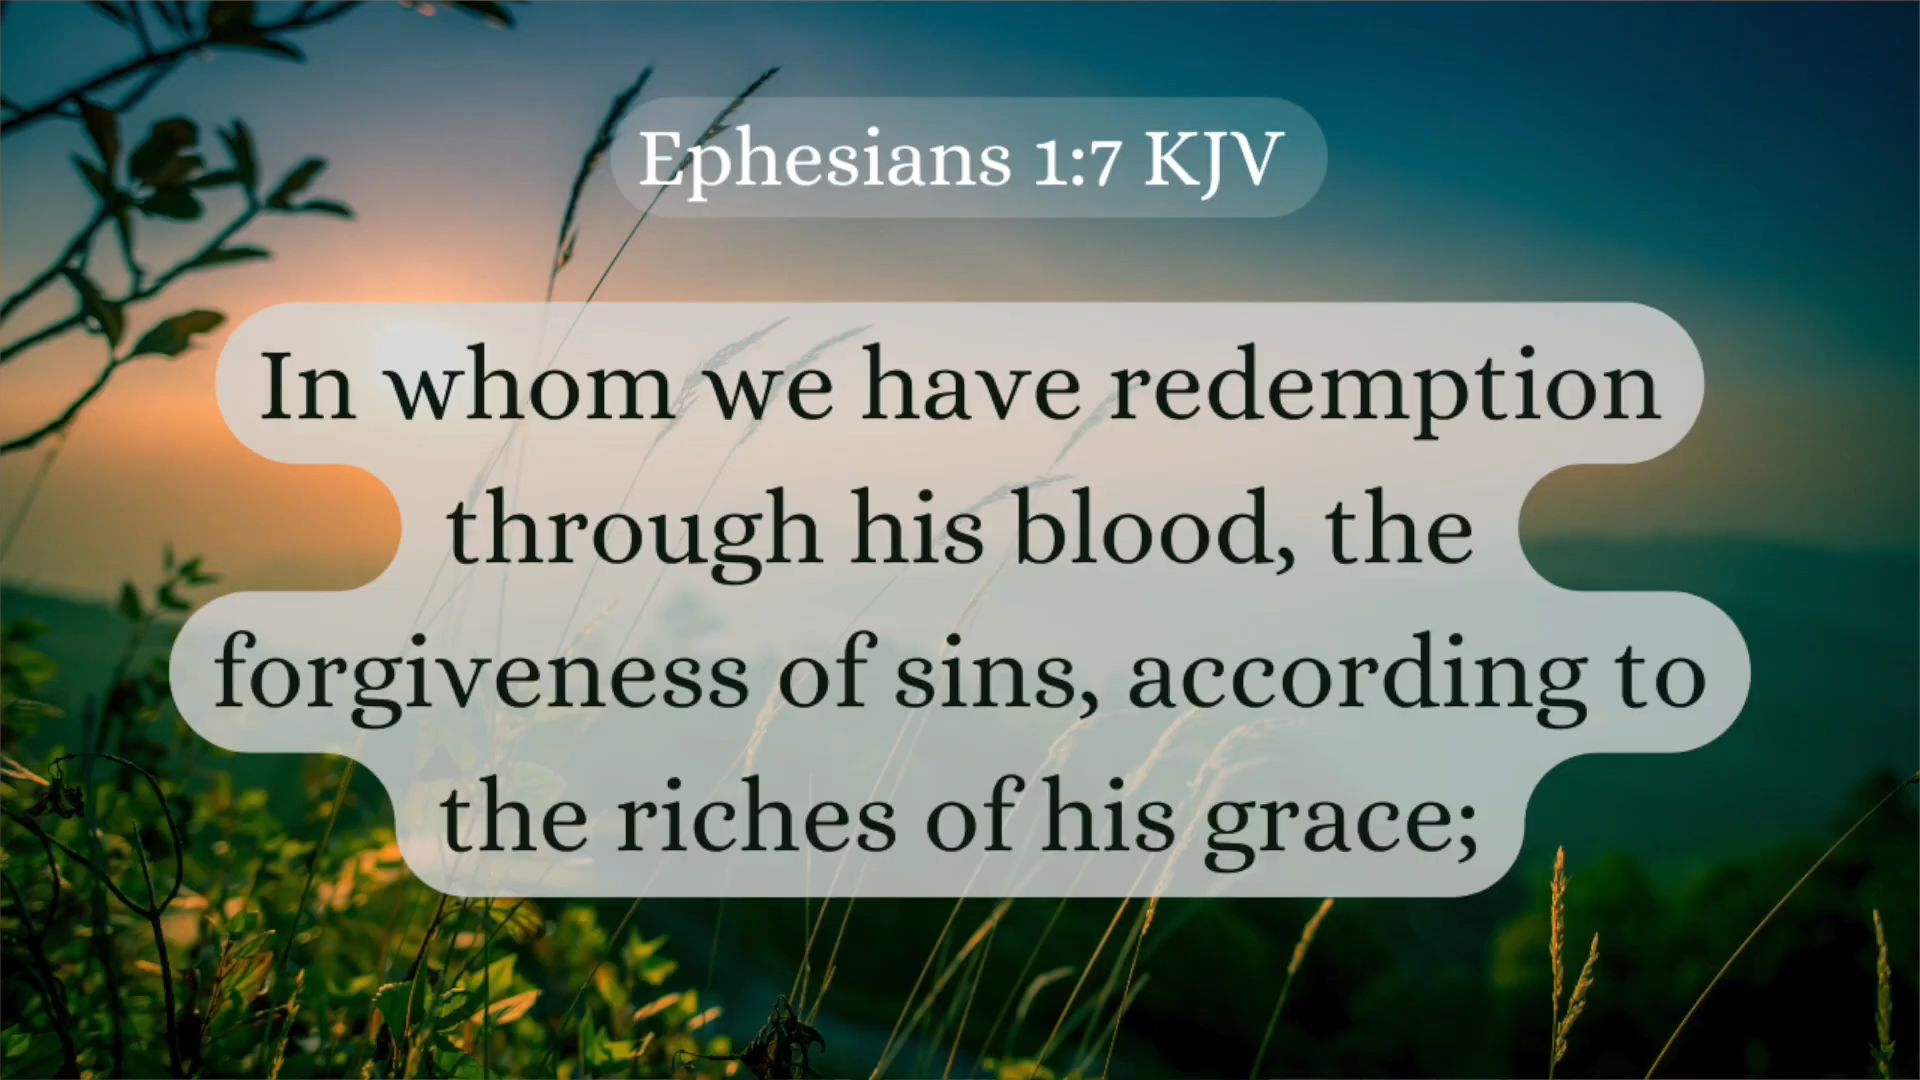 Ephesians 1:7 KJV
In whom we have redemption
through his blood, the
forgiveness of sins, according to
the riches of his grace;